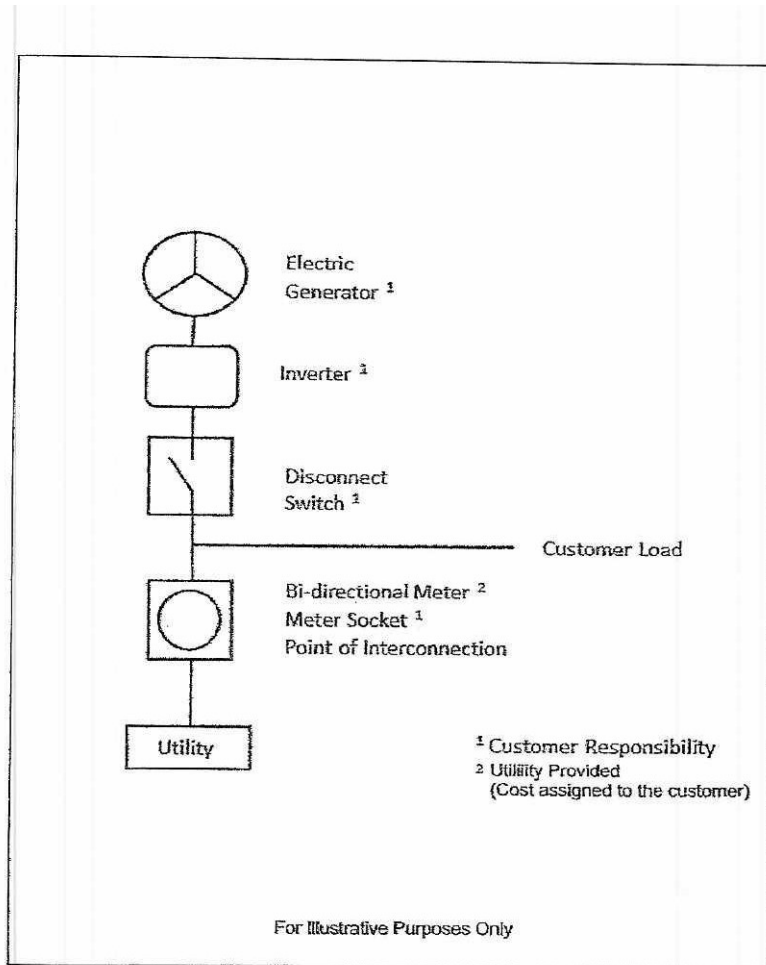 Electric
Generator ¹
Inverter ¹
Disconnect
Switch ¹
Customer Load
Bi-directional Meter ²
Meter Socket ¹
Point of Interconnection
Utility
¹ Customer Responsibility
² Utility Provided
(Cost assigned to the customer)
For Illustrative Purposes Only